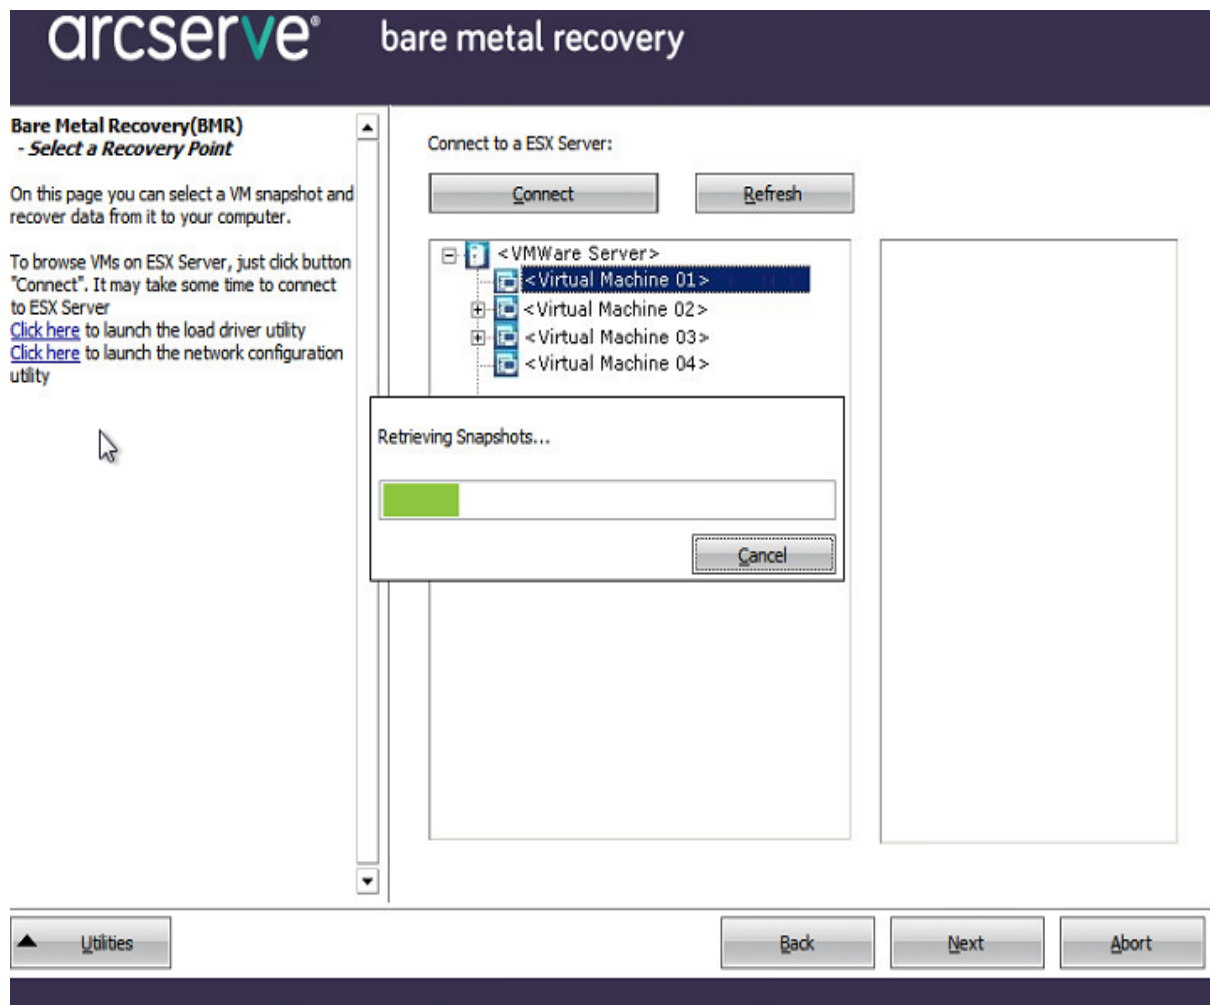 arcserve® bare metal recovery
Bare Metal Recovery(BMR)
- Select a Recovery Point
On this page you can select a VM snapshot and
recover data from it to your computer.
To browse VMs on ESX Server, just click button
"Connect". It may take some time to connect
to ESX Server
Click here to launch the load driver utility
Click here to launch the network configuration
utility
Connect to a ESX Server:
Connect Refresh
<VMWare Server>
<Virtual Machine 01>
<Virtual Machine 02>
<Virtual Machine 03>
<Virtual Machine 04>
Retrieving Snapshots...
Cancel
Utilities Back Next Abort